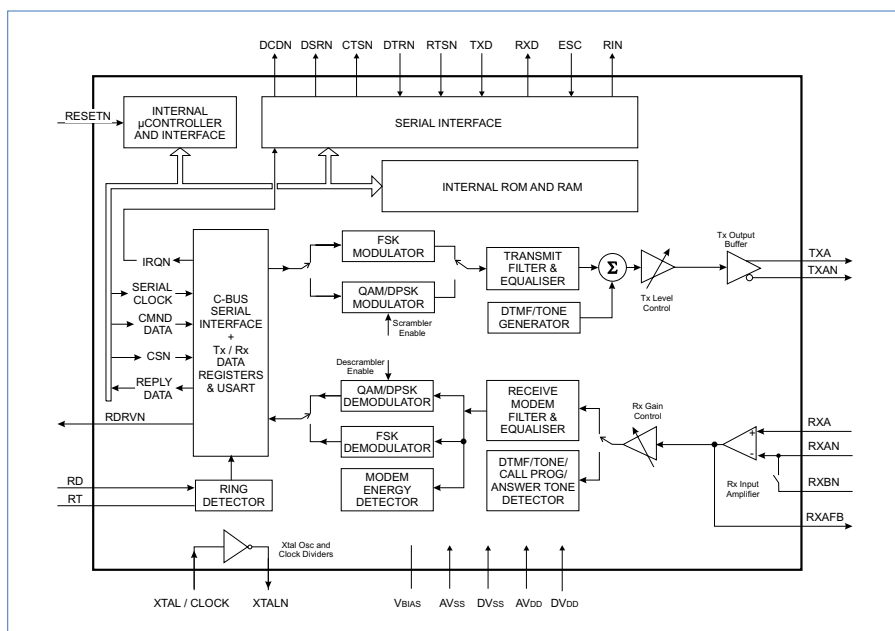 DCDN DSRN CTSN DTRN RTSN TXD RXD ESC RIN
RESETN
INTERNAL
µCONTROLLER
AND INTERFACE
SERIAL INTERFACE
INTERNAL ROM AND RAM
IRQN
SERIAL
CLOCK
CMND
DATA
CSN
REPLY
DATA
RDRVN
C-BUS
SERIAL
INTERFACE
+
Tx / Rx
DATA
REGISTERS
& USART
FSK
MODULATOR
QAM/DPSK
MODULATOR
Scrambler
Enable
TRANSMIT
FILTER &
EQUALISER
DTMF/TONE
GENERATOR
Σ
Tx Level
Control
Tx Output
Buffer
TXA
TXAN
Descrambler
Enable
QAM/DPSK
DEMODULATOR
FSK
DEMODULATOR
MODEM
ENERGY
DETECTOR
RECEIVE
MODEM
FILTER &
EQUALISER
DTMF/TONE/
CALL PROG/
ANSWER TONE
DETECTOR
Rx Gain
Control
+
-
Rx Input
Amplifier
RXA
RXAN
RXBN
RXAFB
RD
RT
RING
DETECTOR
Xtal Osc and
Clock Dividers
XTAL / CLOCK XTALN VBIAS AVSS DVSS AVDD DVDD